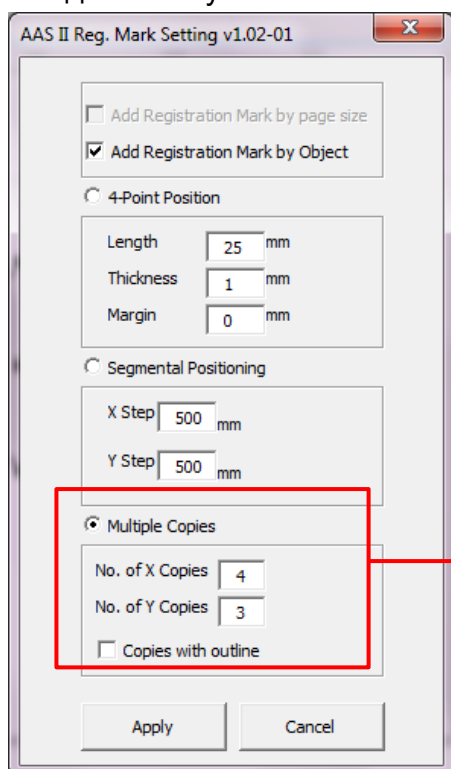 AAS II Reg. Mark Setting v1.02-01
Add Registration Mark by page size
Add Registration Mark by Object
4-Point Position
Length 25 mm
Thickness 1 mm
Margin 0 mm
Segmental Positioning
X Step 500 mm
Y Step 500 mm
Multiple Copies
No. of X Copies 4
No. of Y Copies 3
Copies with outline
Apply Cancel